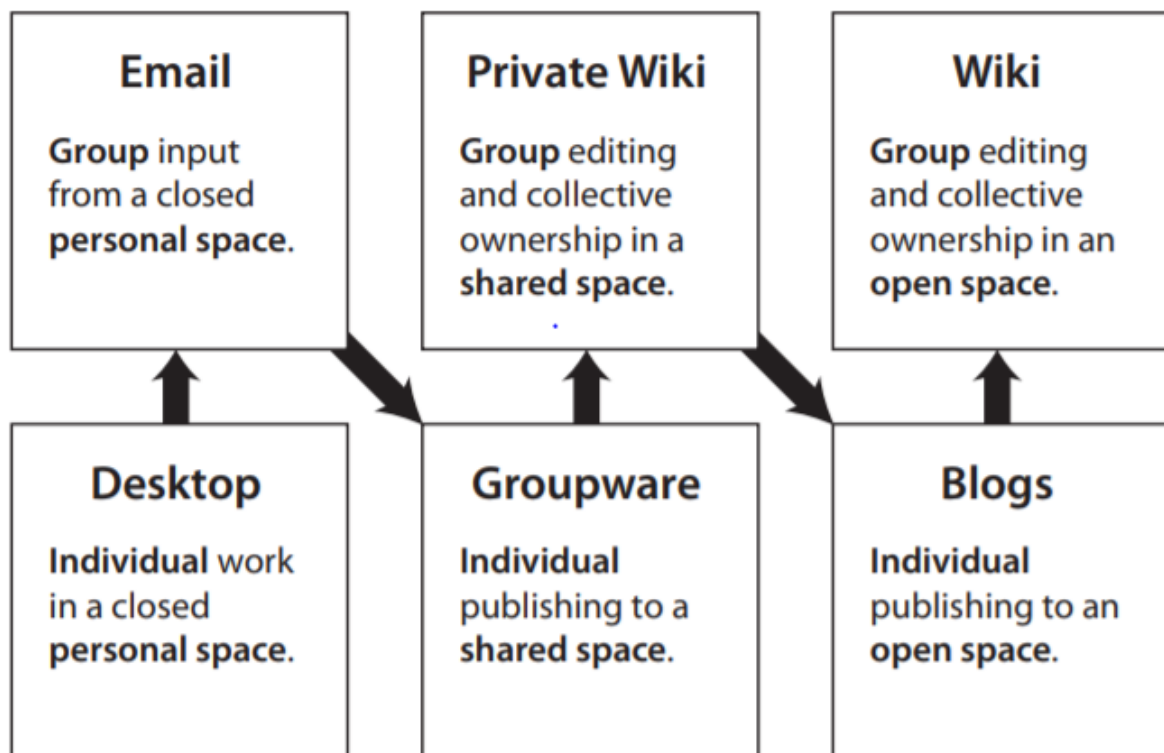 Email
Group input
from a closed
personal space.
Private Wiki
Group editing
and collective
ownership in a
shared space.
Wiki
Group editing
and collective
ownership in an
open space.
Desktop
Individual work
in a closed
personal space.
Groupware
Individual
publishing to a
shared space.
Blogs
Individual
publishing to an
open space.